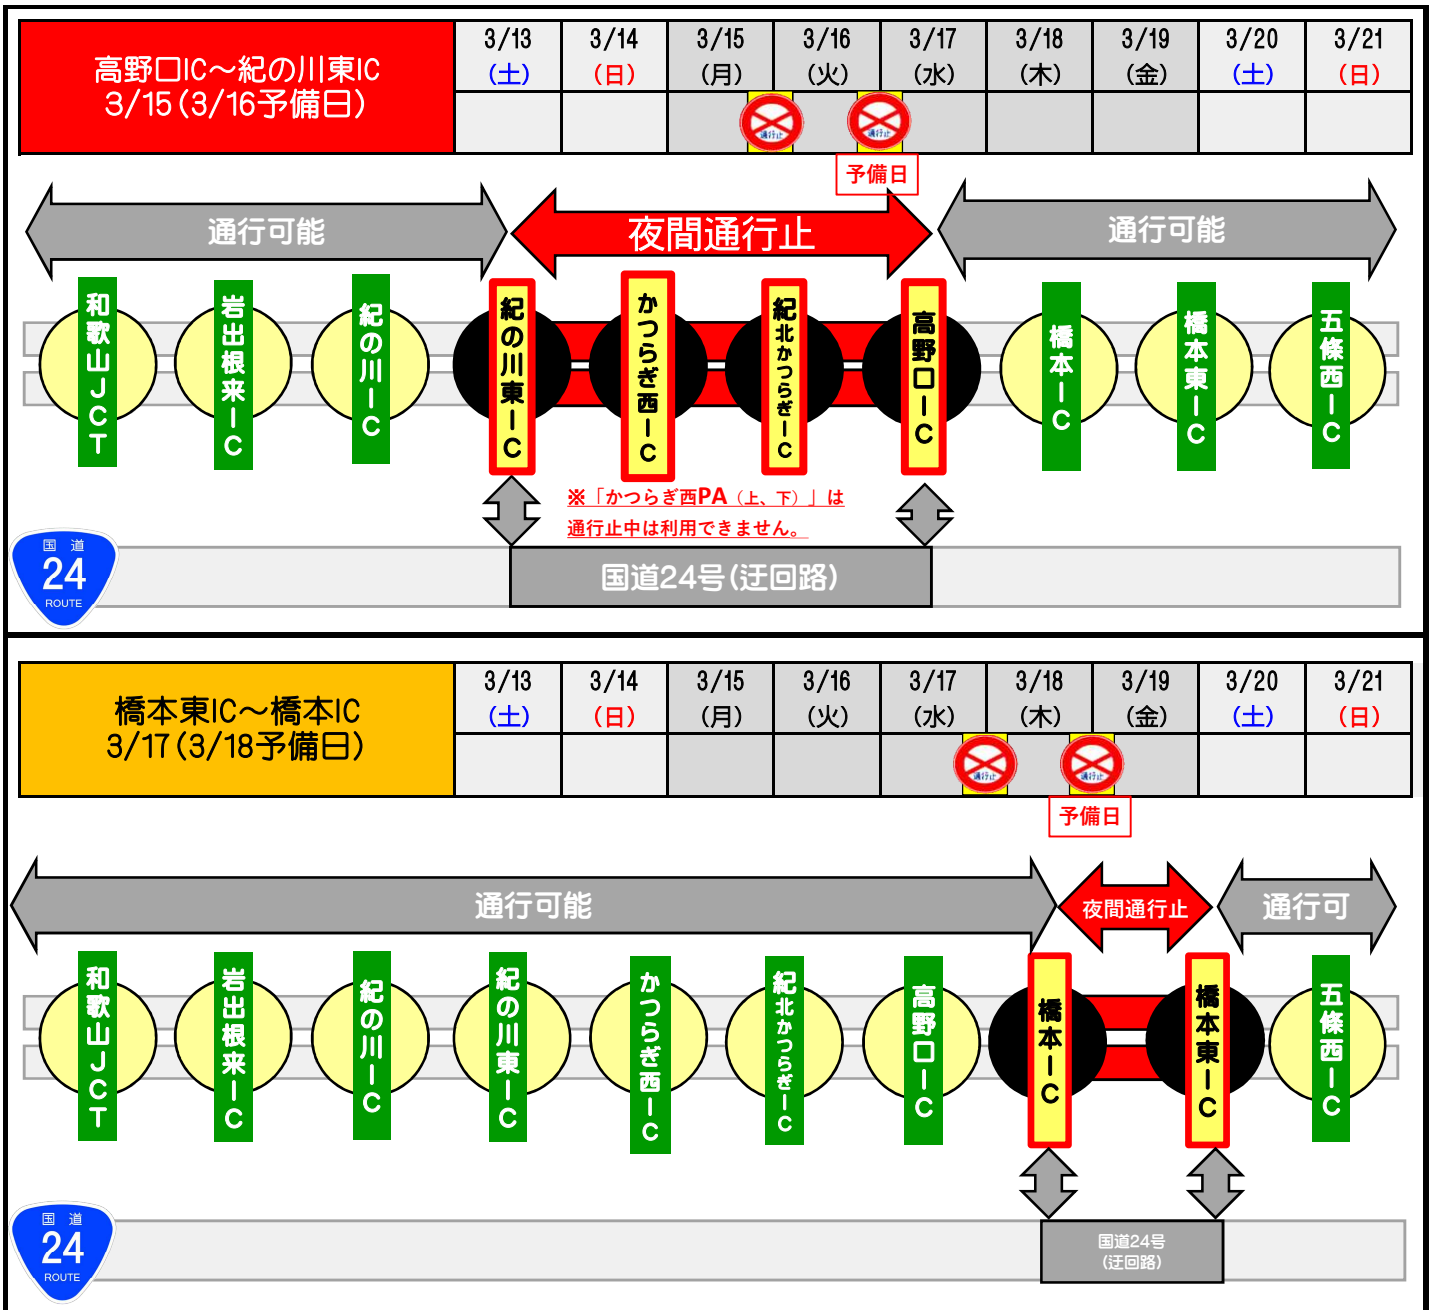 高野口IC～紀の川東IC
3/15(3/16予備日)
3/13 3/14 3/15 3/16 3/17 3/18 3/19 3/20 3/21
(土) (日) (月) (火) (水) (木) (金) (土) (日)
通行止 通行止
予備日
通行可能 夜間通行止 通行可能
和歌山JCT
岩出根来IC
紀の川IC
紀の川東IC
かつらぎ西IC
紀北かつらぎIC
高野口IC
橋本IC
橋本東IC
五條西IC
※「かつらぎ西PA（上、下）」は
通行止中は利用できません。
国道
24
ROUTE
国道24号(迂回路)
橋本東IC～橋本IC
3/17(3/18予備日)
3/13 3/14 3/15 3/16 3/17 3/18 3/19 3/20 3/21
(土) (日) (月) (火) (水) (木) (金) (土) (日)
通行止 通行止
予備日
通行可能 夜間通行止 通行可
和歌山JCT
岩出根来IC
紀の川IC
紀の川東IC
かつらぎ西IC
紀北かつらぎIC
高野口IC
橋本IC
橋本東IC
五條西IC
国道
24
ROUTE
国道24号
(迂回路)